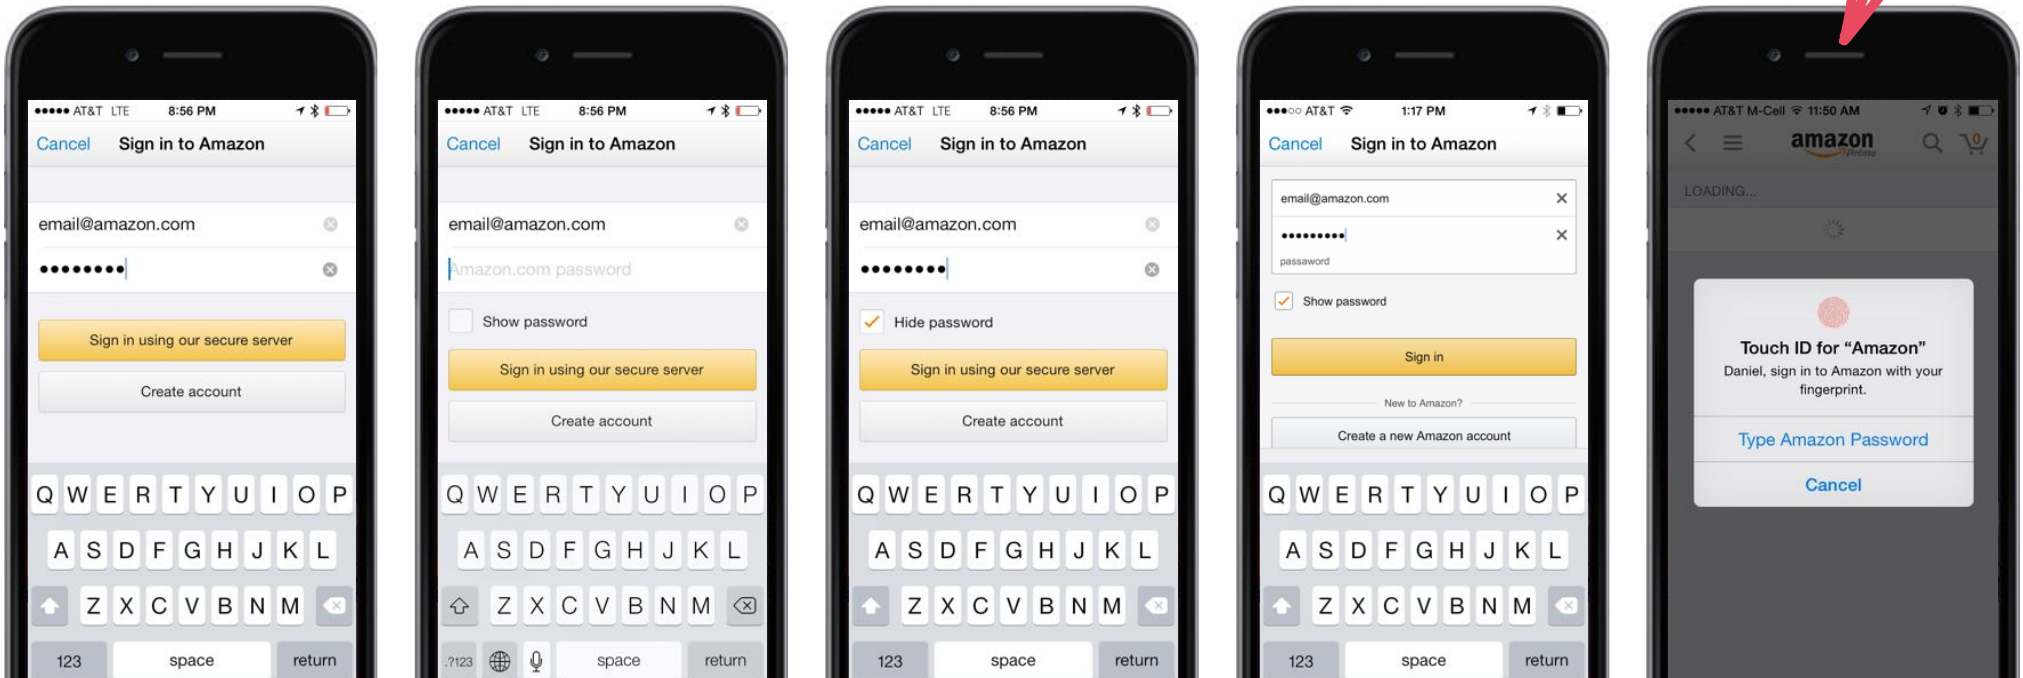 AT&T LTE 8:56 PM
Cancel Sign in to Amazon
email@amazon.com
Sign in using our secure server
Create account
Q W E R T Y U I O P
A S D F G H J K L
Z X C V B N M
123 space return
AT&T LTE 8:56 PM
Cancel Sign in to Amazon
email@amazon.com
Amazon.com password
Show password
Sign in using our secure server
Create account
Q W E R T Y U I O P
A S D F G H J K L
Z X C V B N M
.?123 space return
AT&T LTE 8:56 PM
Cancel Sign in to Amazon
email@amazon.com
Hide password
Sign in using our secure server
Create account
Q W E R T Y U I O P
A S D F G H J K L
Z X C V B N M
123 space return
AT&T 1:17 PM
Cancel Sign in to Amazon
email@amazon.com
passaword
Show password
Sign in
New to Amazon?
Create a new Amazon account
Q W E R T Y U I O P
A S D F G H J K L
Z X C V B N M
123 space return
AT&T M-Cell 11:50 AM
amazon 0
Prime
LOADING...
Touch ID for “Amazon”
Daniel, sign in to Amazon with your
fingerprint.
Type Amazon Password
Cancel